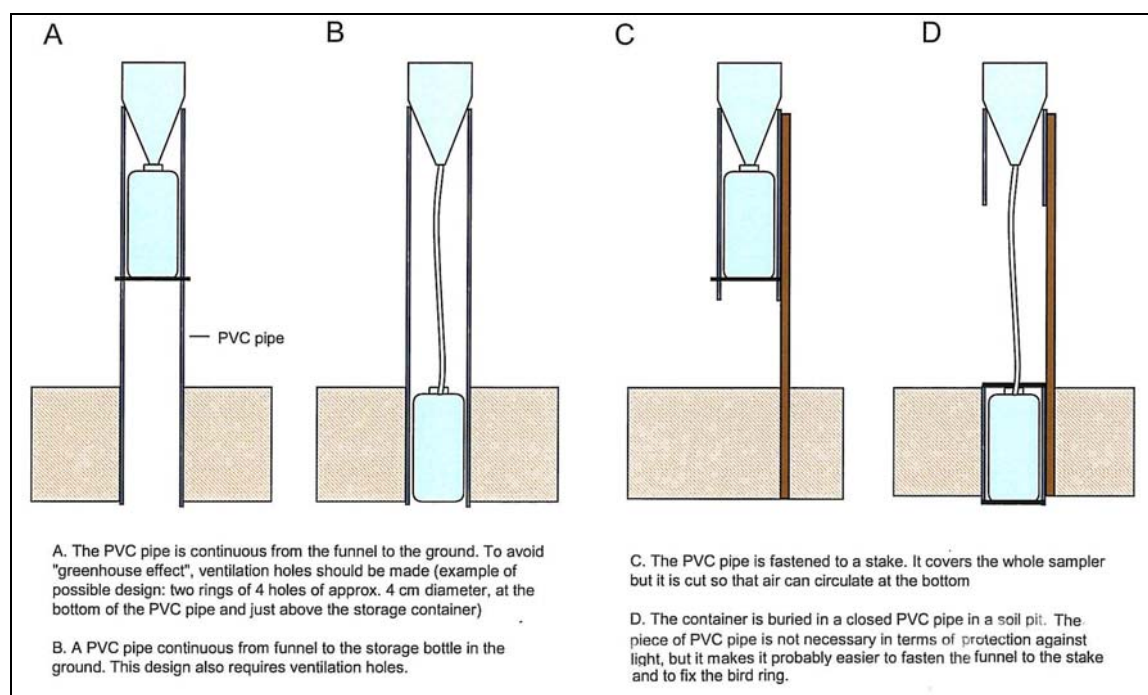 A
B
C
D
PVC pipe
A. The PVC pipe is continuous from the funnel to the ground. To avoid
"greenhouse effect", ventilation holes should be made (example of
possible design: two rings of 4 holes of approx. 4 cm diameter, at the
bottom of the PVC pipe and just above the storage container)
B. A PVC pipe continuous from funnel to the storage bottle in the
ground. This design also requires ventilation holes.
C. The PVC pipe is fastened to a stake. It covers the whole sampler
but it is cut so that air can circulate at the bottom
D. The container is buried in a closed PVC pipe in a soil pit. The
piece of PVC pipe is not necessary in terms of protection against
light, but it makes it probably easier to fasten the funnel to the stake
and to fix the bird ring.